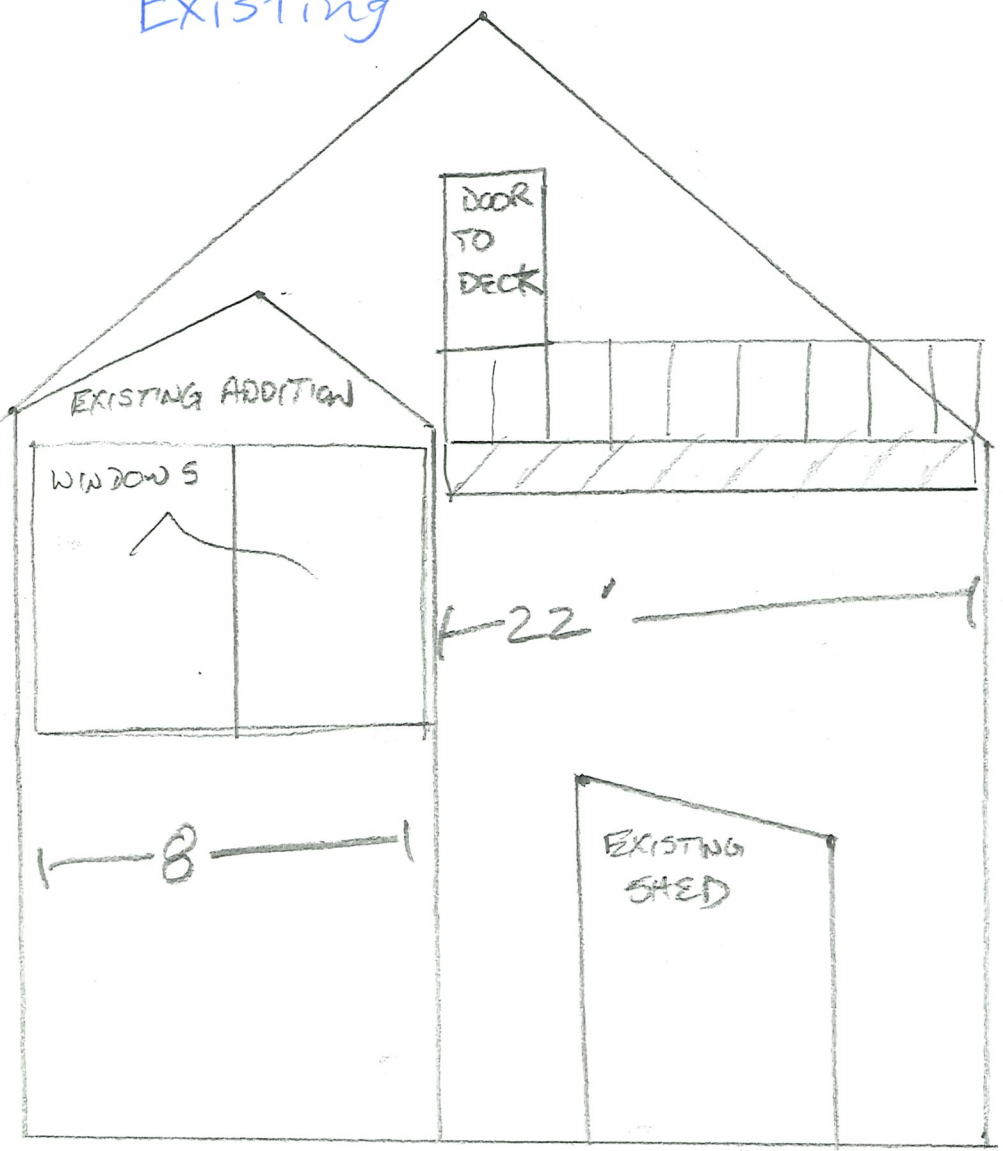 Existing
DOOR
TO
DECK
EXISTING ADDITION
WINDOWS
22'
8
EXISTING
SHED